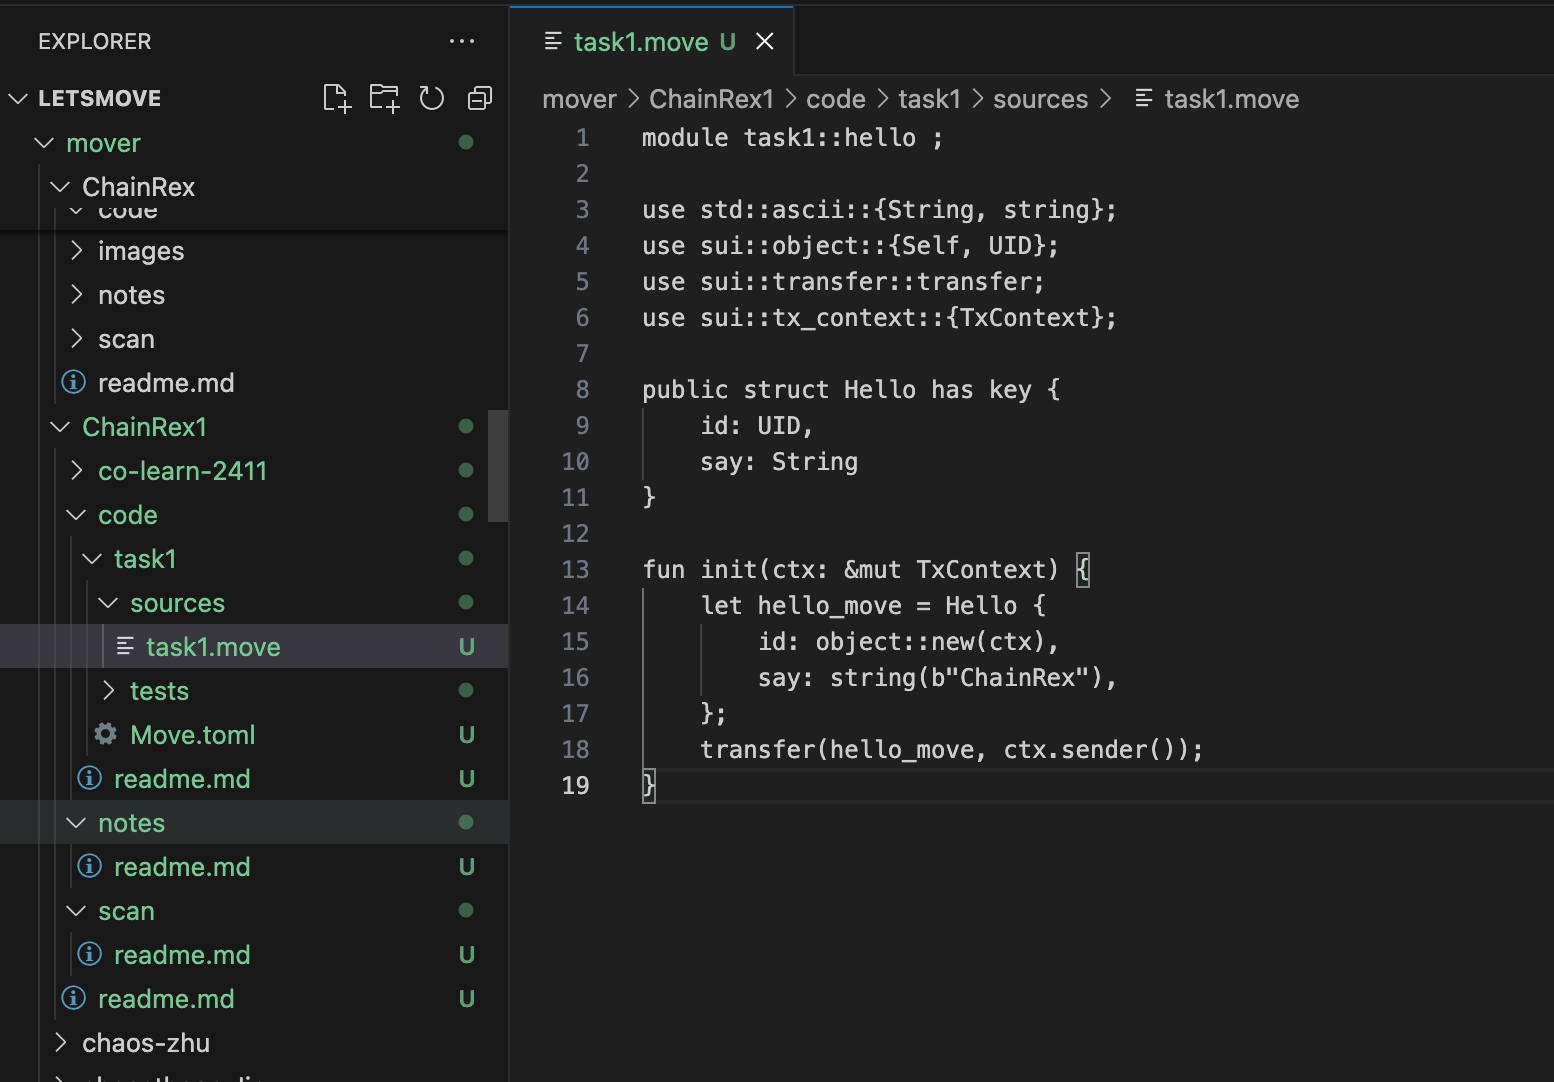 EXPLORER
LETSMOVE
mover
ChainRex
code
images
notes
scan
readme.md
ChainRex1
co-learn-2411
code
task1
sources
task1.move U
tests
Move.toml U
readme.md U
notes
readme.md U
scan
readme.md U
readme.md U
chaos-zhu
task1.move U
mover > ChainRex1 > code > task1 > sources > task1.move
1 module task1::hello ;
2
3 use std::ascii::{String, string};
4 use sui::object::{Self, UID};
5 use sui::transfer::transfer;
6 use sui::tx_context::{TxContext};
7
8 public struct Hello has key {
9     id: UID,
10     say: String
11 }
12
13 fun init(ctx: &mut TxContext) {
14     let hello_move = Hello {
15         id: object::new(ctx),
16         say: string(b"ChainRex"),
17     };
18     transfer(hello_move, ctx.sender());
19 }